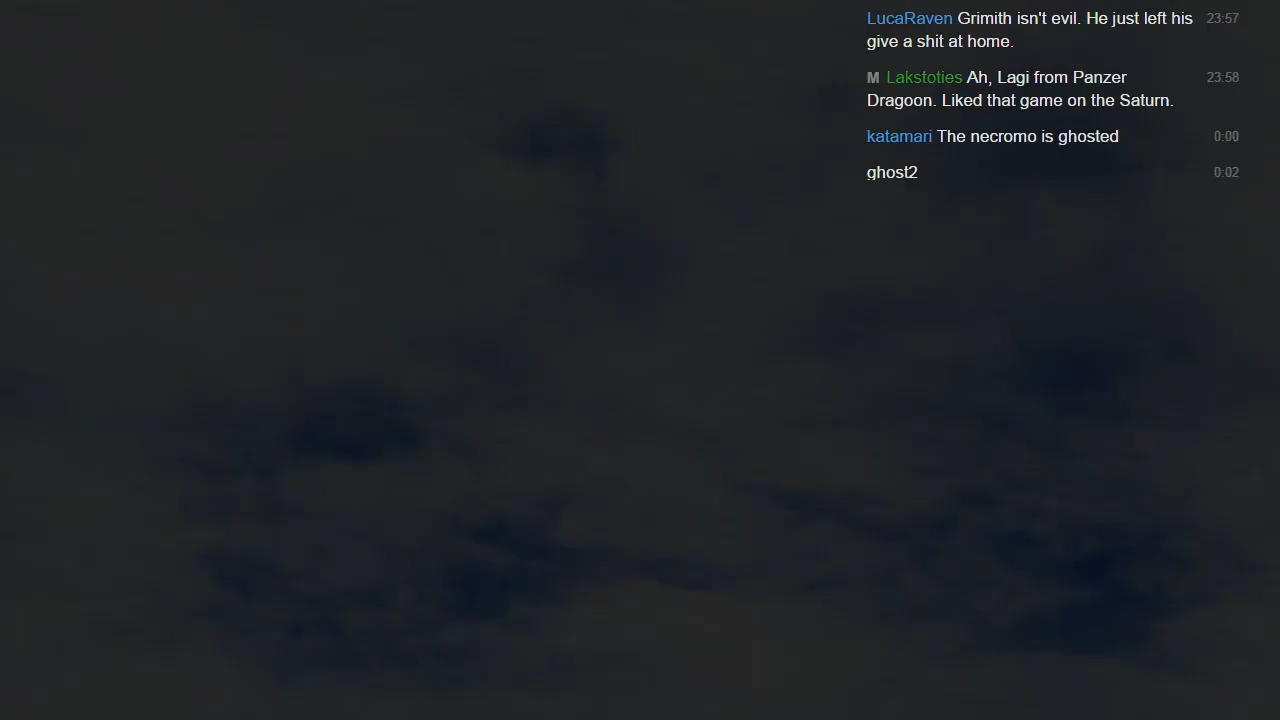 LucaRaven Grimith isn't evil. He just left his 23:57
give a shit at home.
M Lakstoties Ah, Lagi from Panzer 23:58
Dragoon. Liked that game on the Saturn.
katamari The necromo is ghosted 0:00
ghost2 0:02